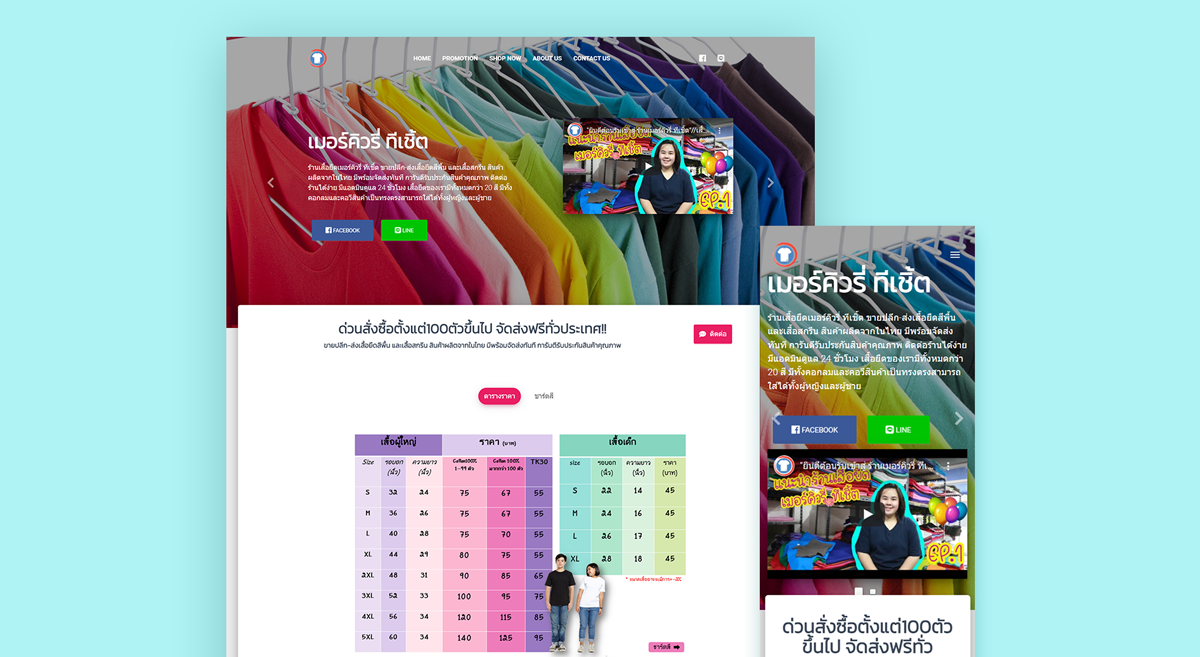 HOME PROMOTION SHOP NOW ABOUT US CONTACT US
เมอร์คิวรี่ ทีเชิ้ต
ร้านเสื้อยืดเมอร์คิวรี่ ทีเชิ้ต ขายปลีก-ส่งเสื้อยืดสีพื้น และเสื้อสกรีน สินค้า
ผลิตจากในไทย มีพร้อมจัดส่งทันที การันตีรับประกันสินค้าคุณภาพ ติดต่อ
ร้านได้ง่าย มีแอดมินดูแล 24 ชั่วโมง เสื้อยืดของเรามีทั้งหมดกว่า 20 สี มีทั้ง
คอกลมและคอวีสินค้าเป็นทรงตรงสามารถใส่ได้ทั้งผู้หญิงและผู้ชาย
FACEBOOK LINE
"ยินดีต้อนรับเข้าสู่ ร้านเมอร์คิวรี่ ทีเชิ้ต"//เสื้...
แนะนำร้านเสื้อยืด
เมอร์คิวรี่ ทีเชิ้ต
EP.1
ด่วนสั่งซื้อตั้งแต่100ตัวขึ้นไป จัดส่งฟรีทั่วประเทศ!!
ขายปลีก-ส่งเสื้อยืดสีพื้น และเสื้อสกรีน สินค้าผลิตจากในไทย มีพร้อมจัดส่งทันที การันตีรับประกันสินค้าคุณภาพ
ติดต่อ
ตารางราคา ชาร์ตสี
เสื้อผู้ใหญ่ ราคา (บาท) เสื้อเด็ก
Size รอบอก (นิ้ว) ความยาว (นิ้ว) Cotton100% 1-99 ตัว Cotton 100% มากกว่า 100 ตัว TK30 size รอบอก (นิ้ว) ความยาว (นิ้ว) ราคา (บาท)
S 32 24 75 67 55 S 22 14 45
M 36 26 75 67 55 M 24 16 45
L 40 28 75 70 55 L 26 17 45
XL 44 29 80 75 55 XL 28 18 45
2XL 48 31 90 85 65
3XL 52 33 100 95 75
4XL 56 34 120 115 85
5XL 60 34 140 125 95
ชาร์ตสี
เมอร์คิวรี่ ทีเชิ้ต
ร้านเสื้อยืดเมอร์คิวรี่ ทีเชิ้ต ขายปลีก-ส่งเสื้อยืดสีพื้น
และเสื้อสกรีน สินค้าผลิตจากในไทย มีพร้อมจัดส่ง
ทันที การันตีรับประกันสินค้าคุณภาพ ติดต่อร้านได้ง่าย
มีแอดมินดูแล 24 ชั่วโมง เสื้อยืดของเรามีทั้งหมดกว่า
20 สี มีทั้งคอกลมและคอวีสินค้าเป็นทรงตรงสามารถ
ใส่ได้ทั้งผู้หญิงและผู้ชาย
FACEBOOK LINE
"ยินดีต้อนรับเข้าสู่ ร้านเมอร์คิวรี่ ทีเ...
แนะนำร้านเสื้อยืด
เมอร์คิวรี่ ทีเชิ้ต
EP.1
ด่วนสั่งซื้อตั้งแต่100ตัว
ขึ้นไป จัดส่งฟรีทั่ว